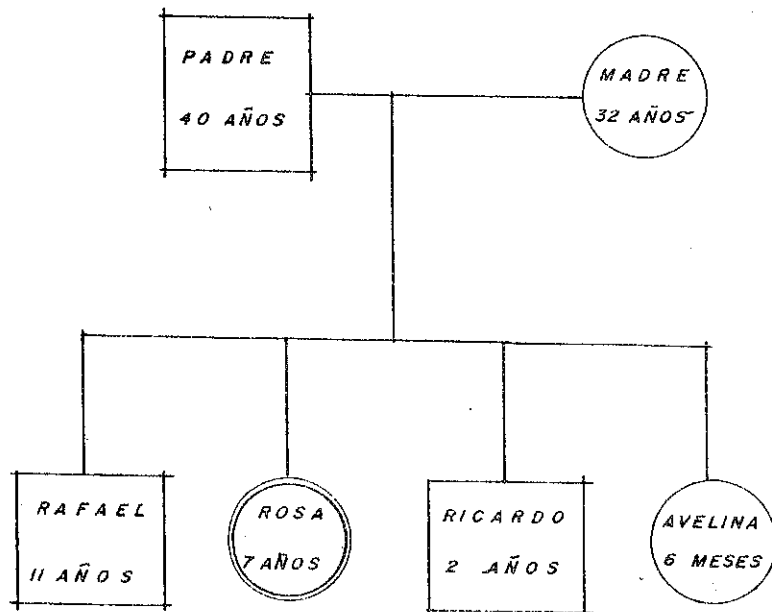 PADRE
40 AÑOS
MADRE
32 AÑOS
RAFAEL
11 AÑOS
ROSA
7 AÑOS
RICARDO
2 AÑOS
AVELINA
6 MESES